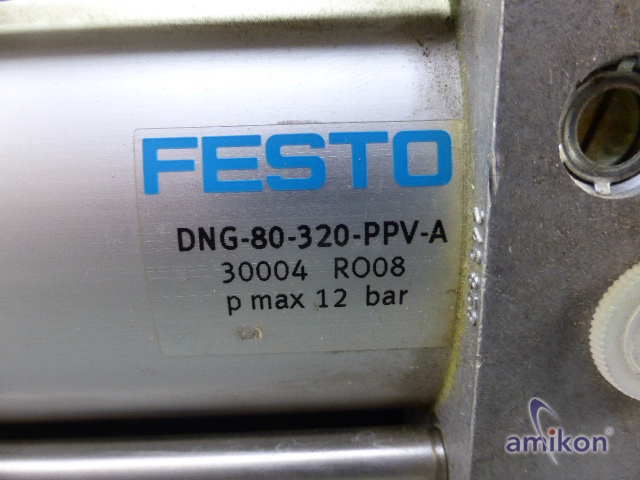 FESTO
DNG-80-320-PPV-A
30004 RO08
p max 12 bar
amikon